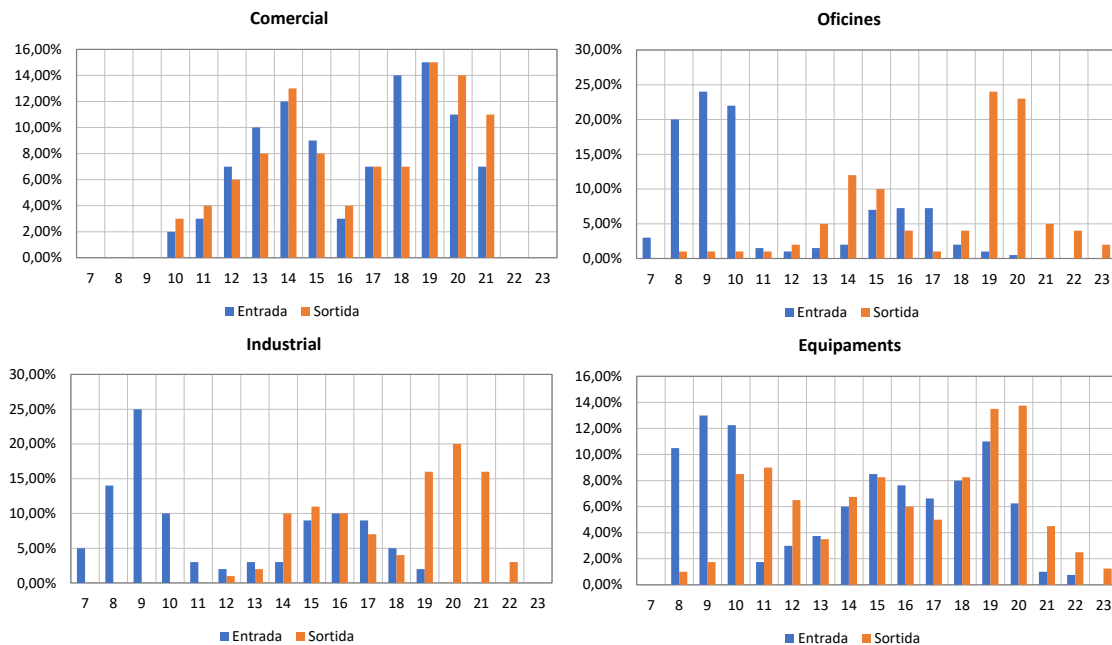 Comercial
16,00%
14,00%
12,00%
10,00%
8,00%
6,00%
4,00%
2,00%
0,00%
7 8 9 10 11 12 13 14 15 16 17 18 19 20 21 22 23
Entrada Sortida
Oficines
30,00%
25,00%
20,00%
15,00%
10,00%
5,00%
0,00%
7 8 9 10 11 12 13 14 15 16 17 18 19 20 21 22 23
Entrada Sortida
Industrial
30,00%
25,00%
20,00%
15,00%
10,00%
5,00%
0,00%
7 8 9 10 11 12 13 14 15 16 17 18 19 20 21 22 23
Entrada Sortida
Equipaments
16,00%
14,00%
12,00%
10,00%
8,00%
6,00%
4,00%
2,00%
0,00%
7 8 9 10 11 12 13 14 15 16 17 18 19 20 21 22 23
Entrada Sortida